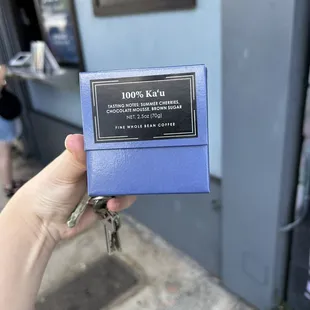 100% Ka'u
TASTING NOTES: SUMMER CHERRIES,
CHOCOLATE MOUSSE, BROWN SUGAR
NET. 2.5oz (70g)
FINE WHOLE BEAN COFFEE